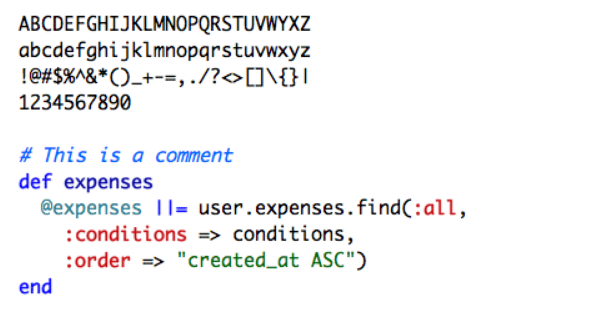 ABCDEFGHIJKLMNOPQRSTUVWYXZ
abcdefghijklmnopqrstuvwxyz
!@#$%^&*()_+-=,./?<>[]\{}|
1234567890
# This is a comment
def expenses
  @expenses ||= user.expenses.find(:all,
    :conditions => conditions,
    :order => "created_at ASC")
end